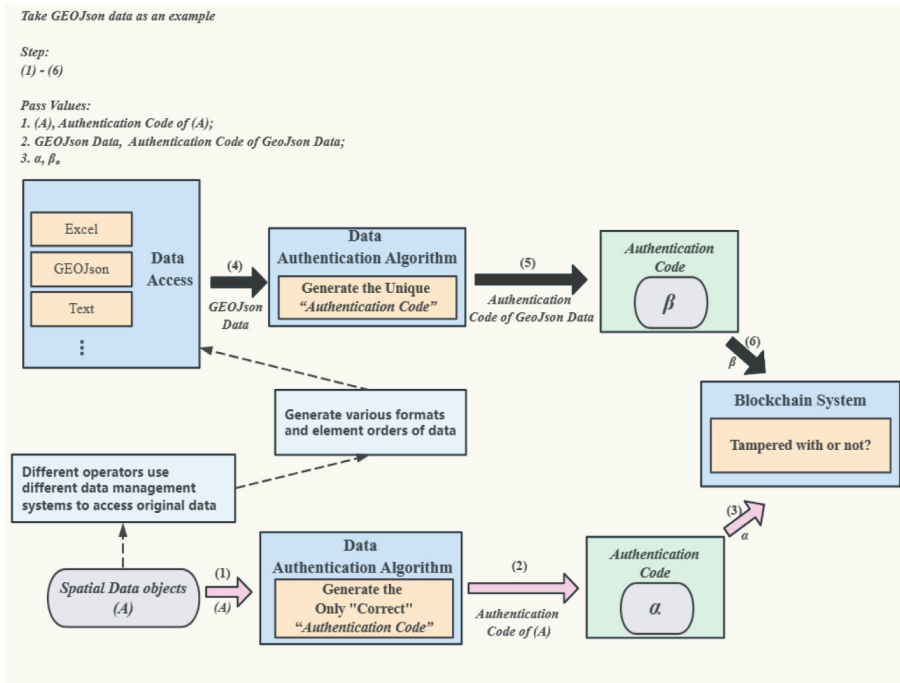 Take GEOJson data as an example
Step:
(1) - (6)
Pass Values:
1. (A), Authentication Code of (A);
2. GEOJson Data, Authentication Code of GeoJson Data;
3. α, β。
Excel
GEOJson
Text
⋮
Data
Access
(4)
GEOJson
Data
Data
Authentication Algorithm
Generate the Unique
“Authentication Code”
(5)
Authentication
Code of GeoJson Data
Authentication
Code
β
(6)
β
Blockchain System
Tampered with or not?
Generate various formats
and element orders of data
Different operators use
different data management
systems to access original data
Spatial Data objects
(A)
(1)
(A)
Data
Authentication Algorithm
Generate the
Only "Correct"
“Authentication Code”
(2)
Authentication
Code of (A)
Authentication
Code
α
(3)
α